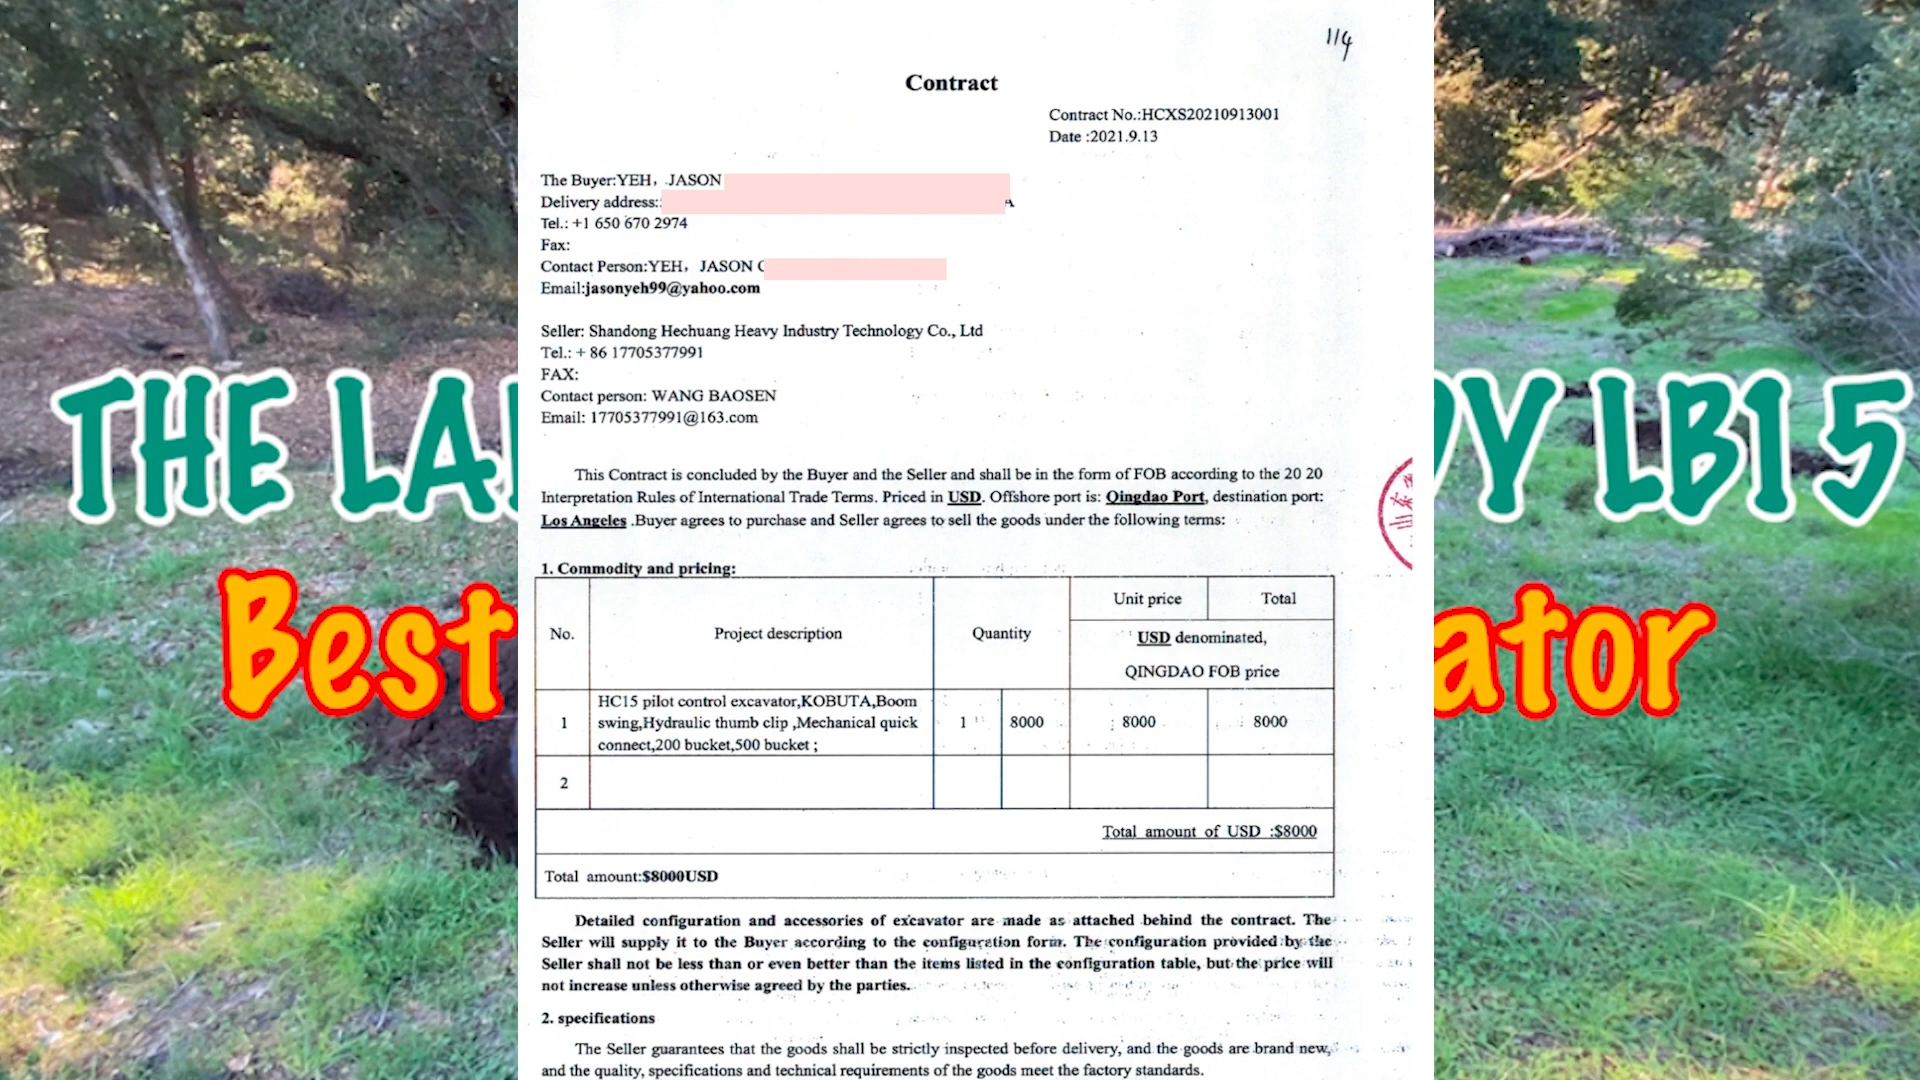 114
Contract
Contract No.:HCXS20210913001
Date :2021.9.13
The Buyer:YEH, JASON
Delivery address:
Tel.: +1 650 670 2974
Fax:
Contact Person:YEH, JASON
Email:jasonyeh99@yahoo.com
Seller: Shandong Hechuang Heavy Industry Technology Co., Ltd
Tel.: + 86 17705377991
FAX:
Contact person: WANG BAOSEN
Email: 17705377991@163.com
This Contract is concluded by the Buyer and the Seller and shall be in the form of FOB according to the 20 20
Interpretation Rules of International Trade Terms. Priced in USD. Offshore port is: Qingdao Port, destination port:
Los Angeles .Buyer agrees to purchase and Seller agrees to sell the goods under the following terms:
1. Commodity and pricing:
No. Project description Quantity Unit price Total
USD denominated,
QINGDAO FOB price
HC15 pilot control excavator,KOBUTA,Boom
1 swing,Hydraulic thumb clip ,Mechanical quick 1 8000 8000 8000
connect,200 bucket,500 bucket ;
2
Total amount of USD :$8000
Total amount:$8000USD
Detailed configuration and accessories of excavator are made as attached behind the contract. The
Seller will supply it to the Buyer according to the configuration form. The configuration provided by the
Seller shall not be less than or even better than the items listed in the configuration table, but the price will
not increase unless otherwise agreed by the parties.
2. specifications
The Seller guarantees that the goods shall be strictly inspected before delivery, and the goods are brand new,
and the quality, specifications and technical requirements of the goods meet the factory standards.
THE LA
Y LB15
Best
ator